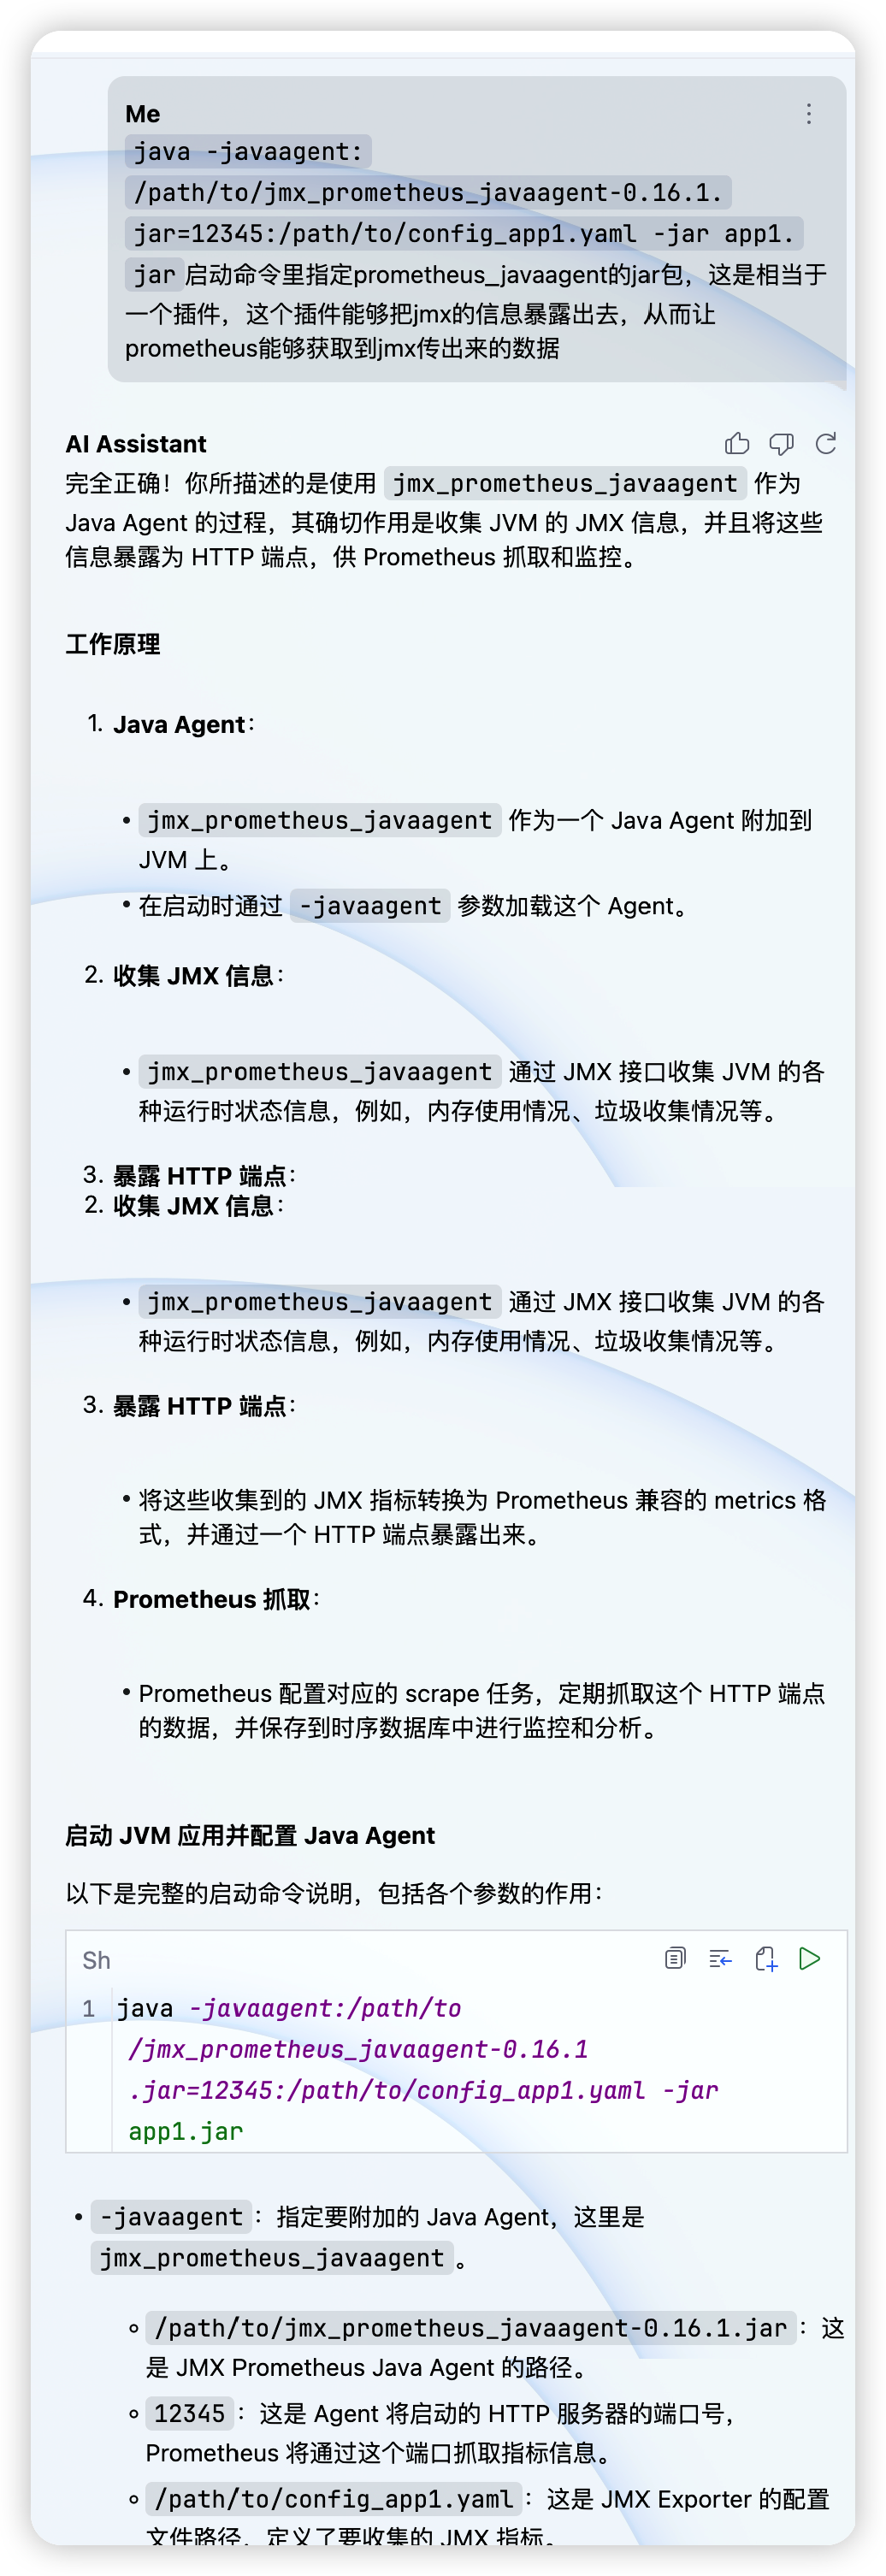 Me
java -javaagent:
/path/to/jmx_prometheus_javaagent-0.16.1.
jar=12345:/path/to/config_app1.yaml -jar app1.
jar 启动命令里指定prometheus_javaagent的jar包，这是相当于
一个插件，这个插件能够把jmx的信息暴露出去，从而让
prometheus能够获取到jmx传出来的数据
AI Assistant
完全正确！你所描述的是使用 jmx_prometheus_javaagent 作为
Java Agent 的过程，其确切作用是收集 JVM 的 JMX 信息，并且将这些
信息暴露为 HTTP 端点，供 Prometheus 抓取和监控。
工作原理
1. Java Agent：
• jmx_prometheus_javaagent 作为一个 Java Agent 附加到
JVM 上。
• 在启动时通过 -javaagent 参数加载这个 Agent。
2. 收集 JMX 信息：
• jmx_prometheus_javaagent 通过 JMX 接口收集 JVM 的各
种运行时状态信息，例如，内存使用情况、垃圾收集情况等。
3. 暴露 HTTP 端点：
2. 收集 JMX 信息：
• jmx_prometheus_javaagent 通过 JMX 接口收集 JVM 的各
种运行时状态信息，例如，内存使用情况、垃圾收集情况等。
3. 暴露 HTTP 端点：
• 将这些收集到的 JMX 指标转换为 Prometheus 兼容的 metrics 格
式，并通过一个 HTTP 端点暴露出来。
4. Prometheus 抓取：
• Prometheus 配置对应的 scrape 任务，定期抓取这个 HTTP 端点
的数据，并保存到时序数据库中进行监控和分析。
启动 JVM 应用并配置 Java Agent
以下是完整的启动命令说明，包括各个参数的作用：
Sh
1 java -javaagent:/path/to
/jmx_prometheus_javaagent-0.16.1
.jar=12345:/path/to/config_app1.yaml -jar
app1.jar
• -javaagent ：指定要附加的 Java Agent，这里是
jmx_prometheus_javaagent 。
◦ /path/to/jmx_prometheus_javaagent-0.16.1.jar ：这
是 JMX Prometheus Java Agent 的路径。
◦ 12345 ：这是 Agent 将启动的 HTTP 服务器的端口号，
Prometheus 将通过这个端口抓取指标信息。
◦ /path/to/config_app1.yaml ：这是 JMX Exporter 的配置
文件路径，定义了要收集的 JMX 指标。